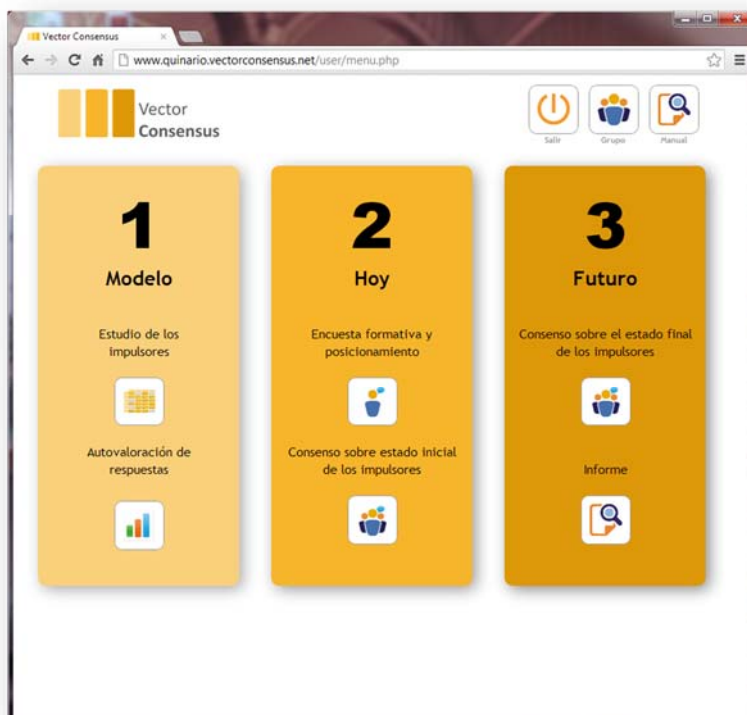 Vector Consensus
www.quinario.vectorconsensus.net/user/menu.php
Vector
Consensus
Salir
Grupo
Manual
1
Modelo
Estudio de los
impulsores
Autovaloración de
respuestas
2
Hoy
Encuesta formativa y
posicionamiento
Consenso sobre estado inicial
de los impulsores
3
Futuro
Consenso sobre el estado final
de los impulsores
Informe